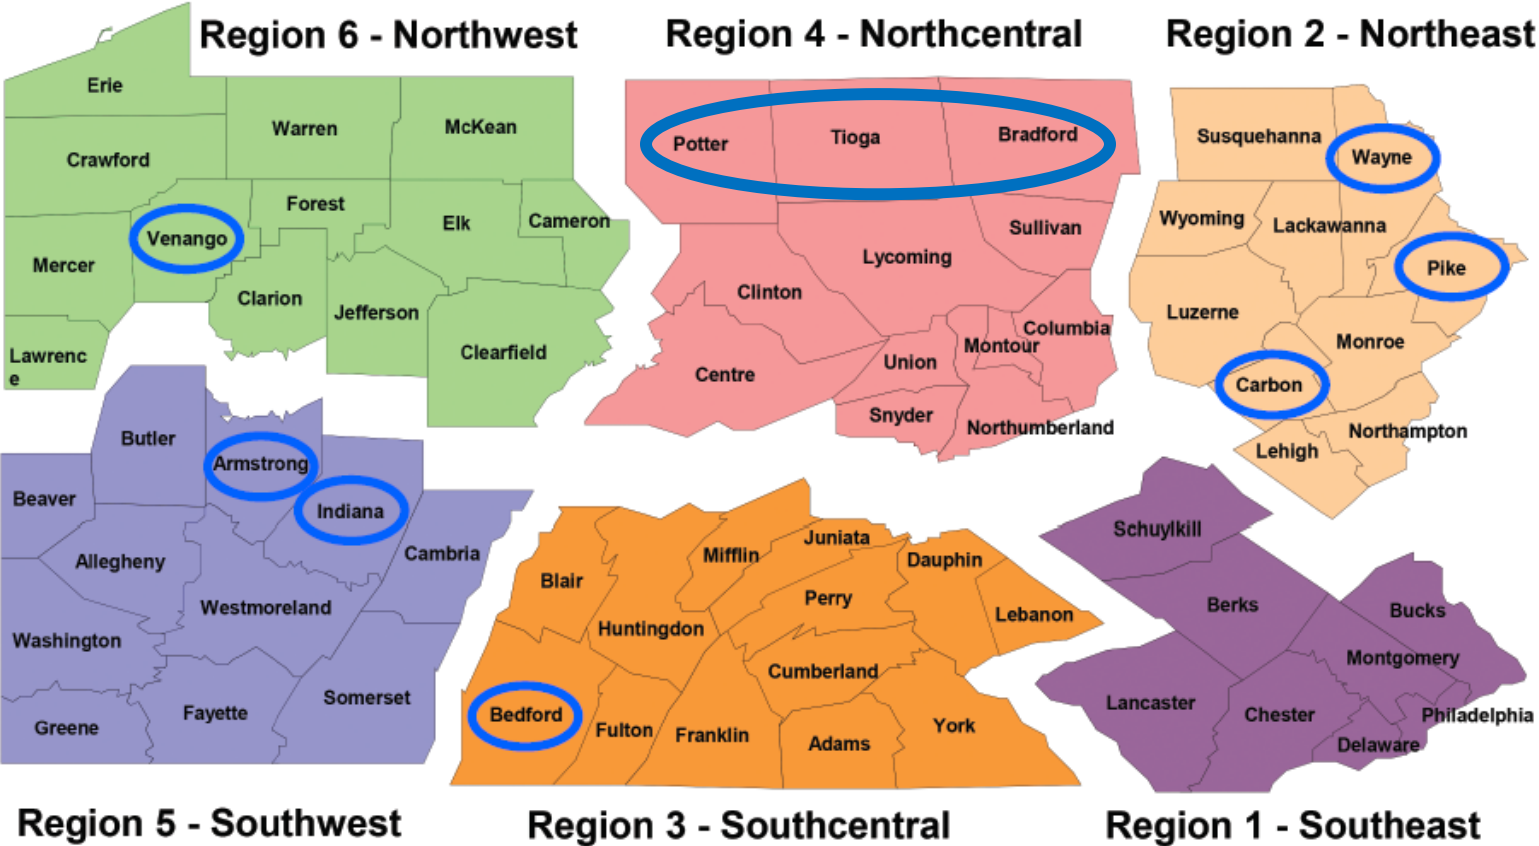 Region 6 - Northwest
Erie
Warren
McKean
Crawford
Forest
Venango
Elk
Cameron
Mercer
Clarion
Jefferson
Lawrenc
e
Clearfield
Region 4 - Northcentral
Potter
Tioga
Bradford
Sullivan
Lycoming
Clinton
Columbia
Montour
Union
Centre
Snyder
Northumberland
Region 2 - Northeast
Susquehanna
Wayne
Wyoming
Lackawanna
Pike
Luzerne
Monroe
Carbon
Northampton
Lehigh
Butler
Armstrong
Beaver
Indiana
Cambria
Allegheny
Westmoreland
Washington
Somerset
Fayette
Greene
Region 5 - Southwest
Juniata
Mifflin
Dauphin
Blair
Perry
Lebanon
Huntingdon
Cumberland
Bedford
Fulton
Franklin
York
Adams
Region 3 - Southcentral
Schuylkill
Berks
Bucks
Montgomery
Lancaster
Chester
Philadelphia
Delaware
Region 1 - Southeast